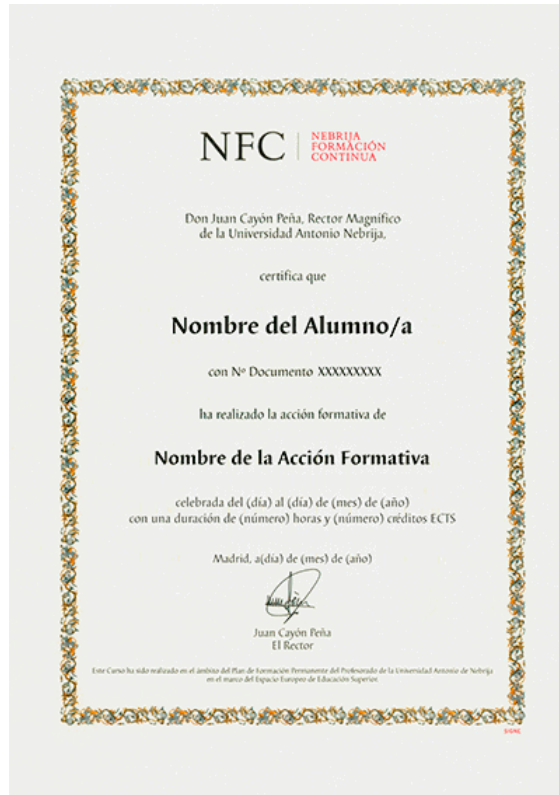 NFC
NEBRIJA
FORMACIÓN
CONTINUA
Don Juan Cayón Peña, Rector Magnífico
de la Universidad Antonio Nebrija,
certifica que
Nombre del Alumno/a
con Nº Documento XXXXXXXXX
ha realizado la acción formativa de
Nombre de la Acción Formativa
celebrada del (día) al (día) de (mes) de (año)
con una duración de (número) horas y (número) créditos ECTS
Madrid, a(día) de (mes) de (año)
Juan Cayón Peña
El Rector
Este Curso ha sido realizado en el ámbito del Plan de Formación Permanente del Profesorado de la Universidad Antonio de Nebrija
en el marco del Espacio Europeo de Educación Superior.
SIGNE